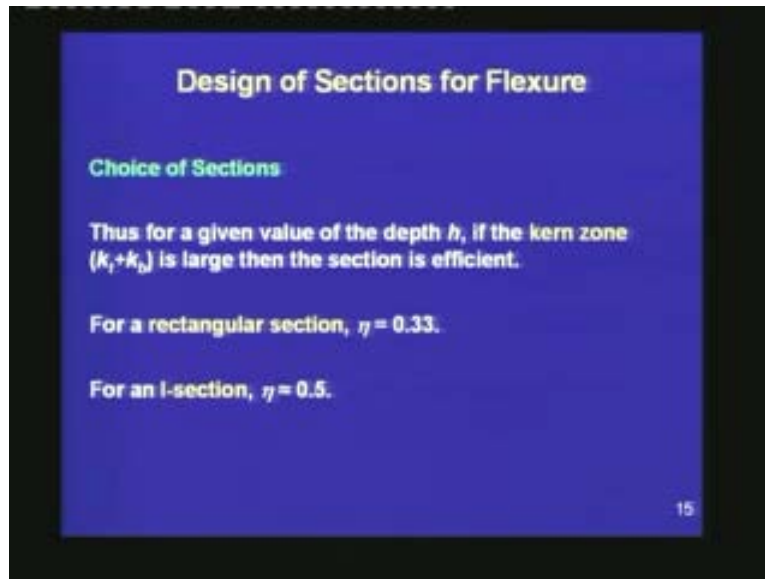 Design of Sections for Flexure
Choice of Sections
Thus for a given value of the depth h, if the kern zone
(kt+kb) is large then the section is efficient.
For a rectangular section, η = 0.33.
For an I-section, η = 0.5.
15